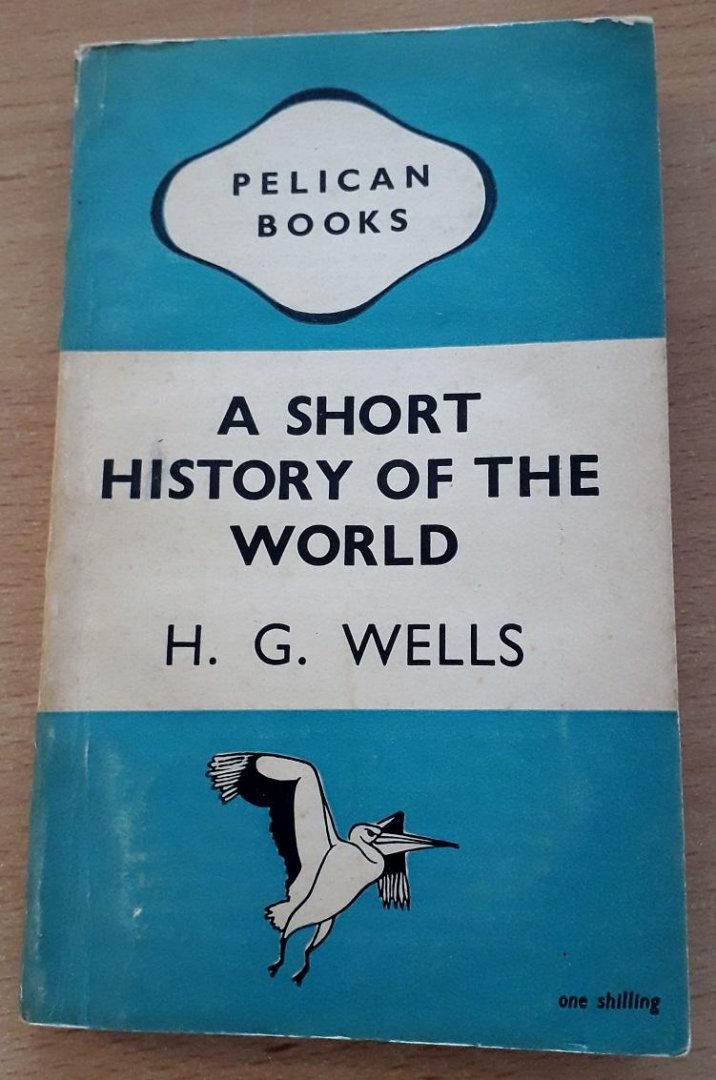 PELICAN
BOOKS
A SHORT
HISTORY OF THE
WORLD
H. G. WELLS
one shilling